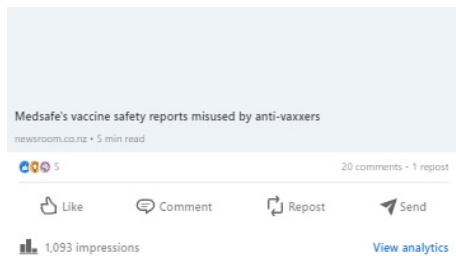 Medsafe's vaccine safety reports misused by anti-vaxxers
newsroom.co.nz • 5 min read
5 20 comments • 1 repost
Like Comment Repost Send
1,093 impressions View analytics